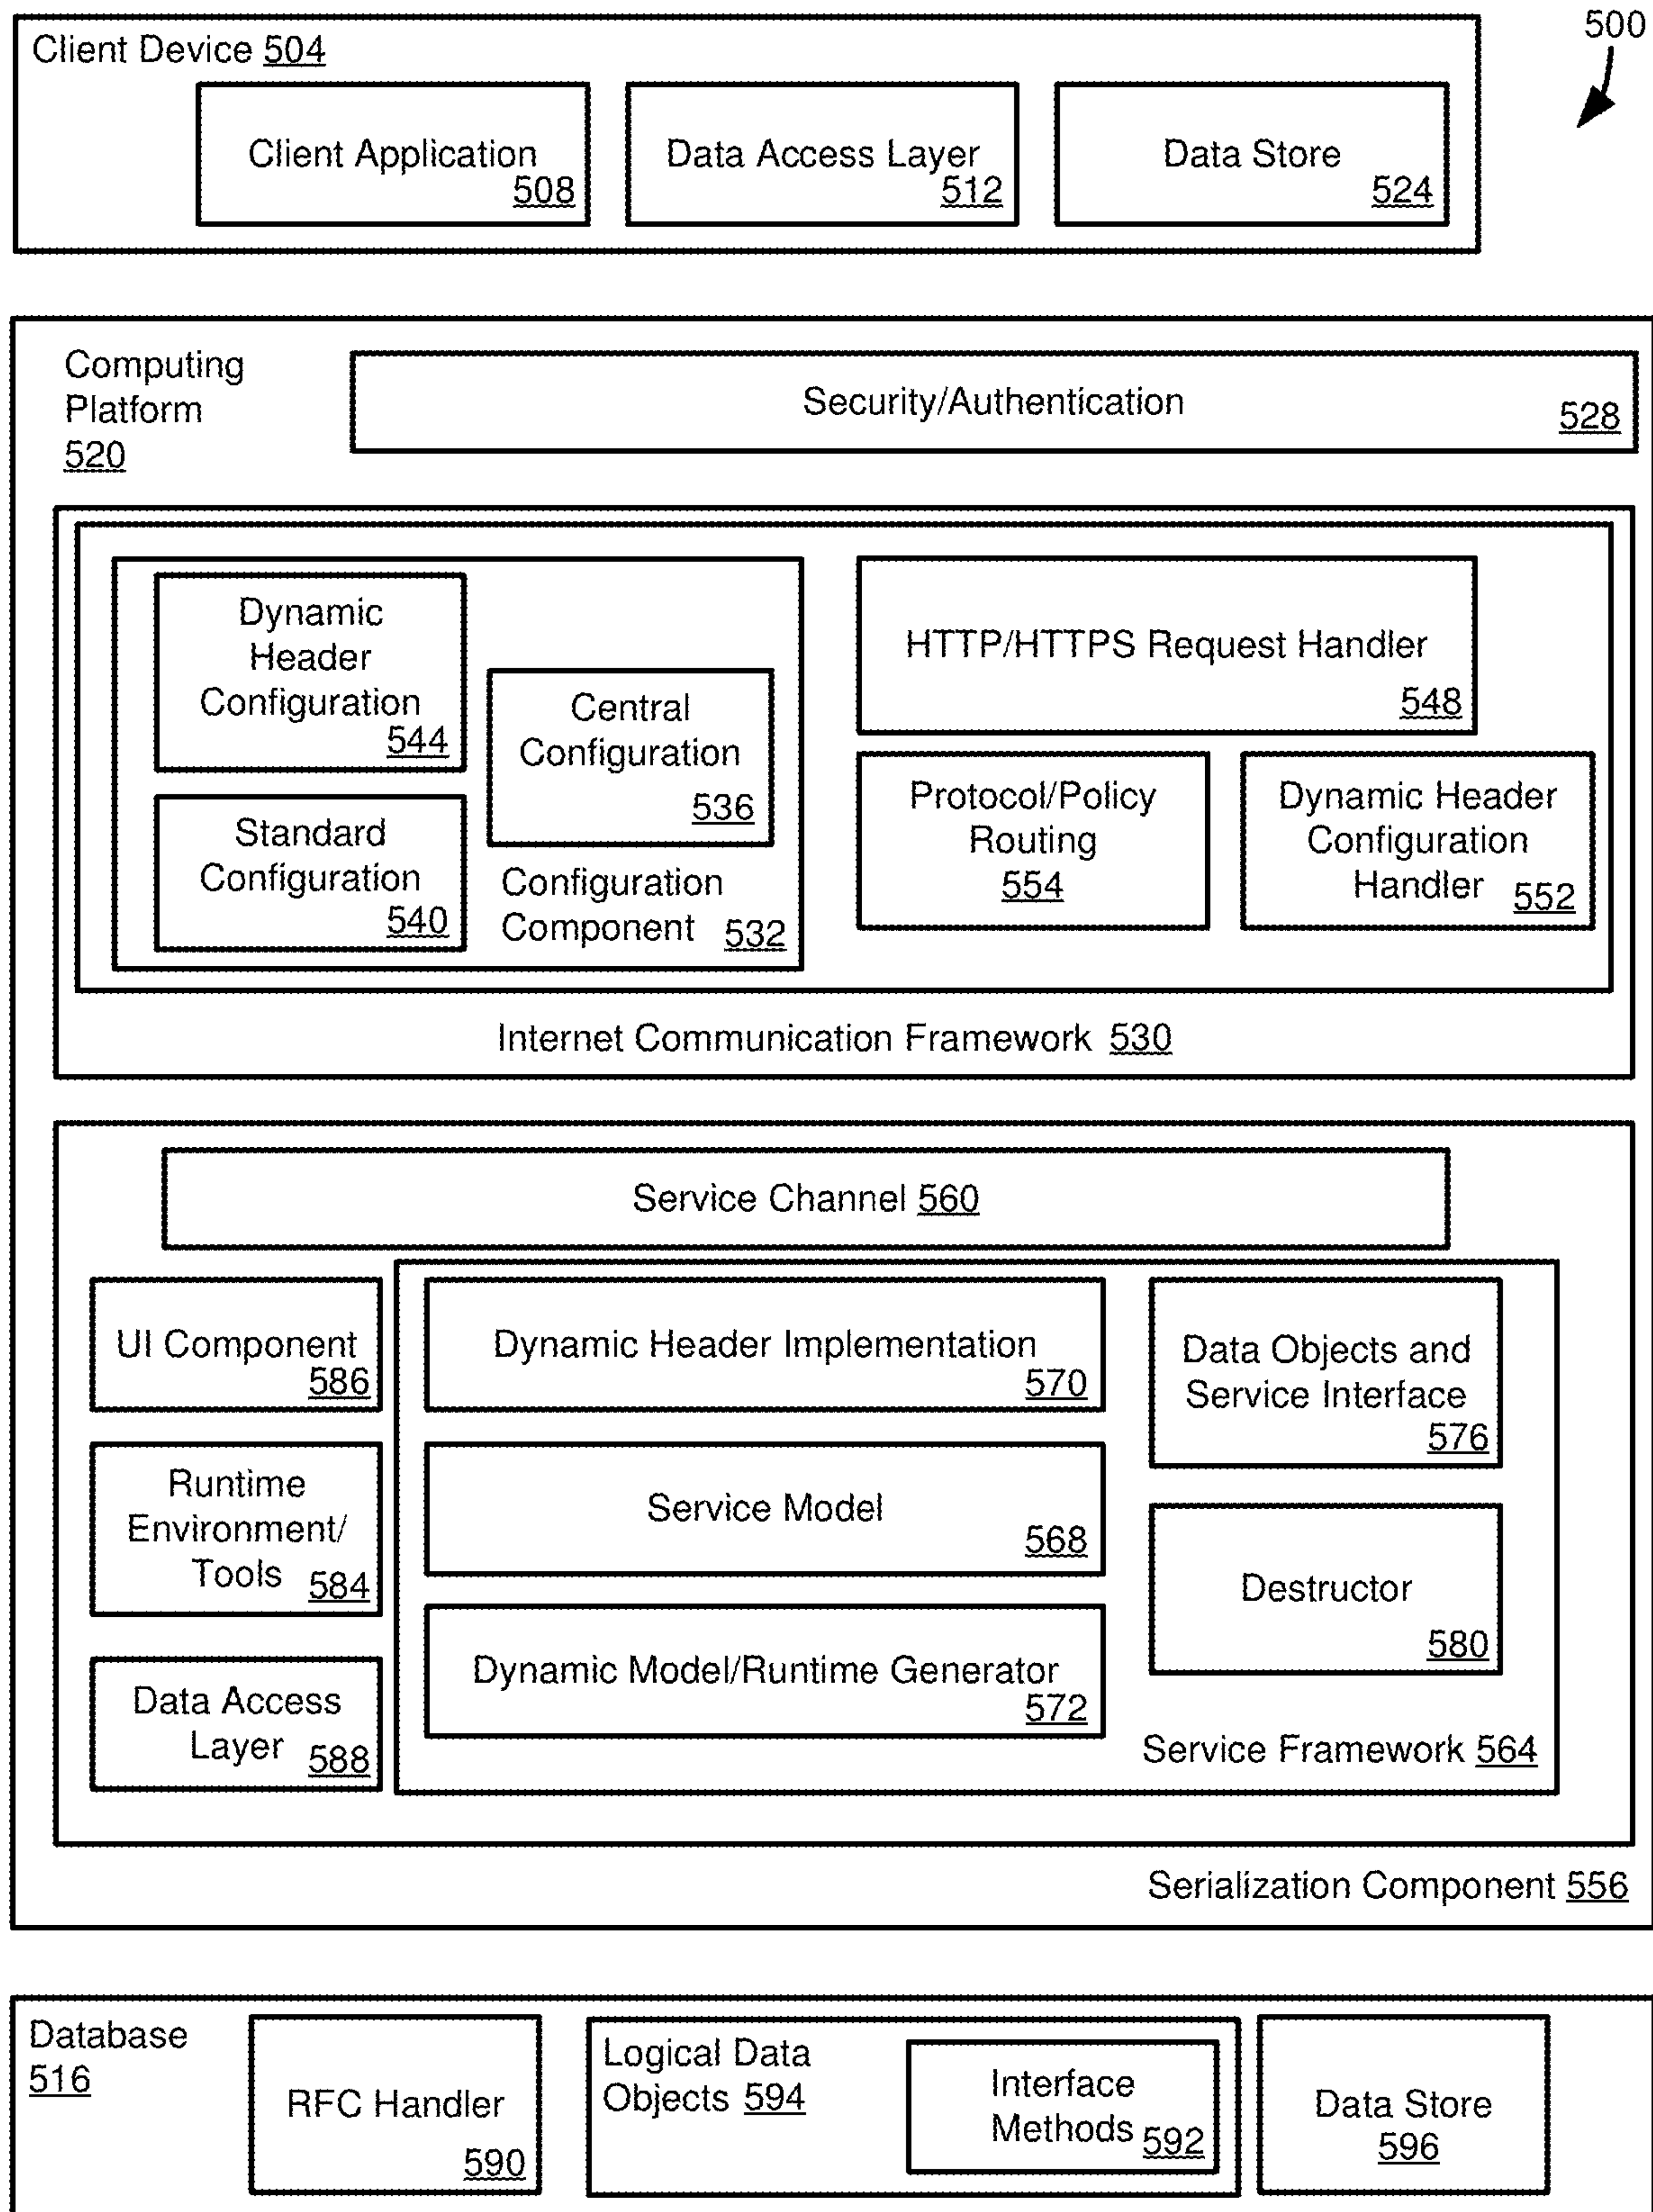 500
Client Device 504
Client Application
508
Data Access Layer
512
Data Store
524
Computing
Platform
520
Security/Authentication
528
Dynamic
Header
Configuration
544
Standard
Configuration
540
Central
Configuration
536
Configuration
Component 532
HTTP/HTTPS Request Handler
548
Protocol/Policy
Routing
554
Dynamic Header
Configuration
Handler 552
Internet Communication Framework 530
Service Channel 560
UI Component
586
Runtime
Environment/
Tools 584
Data Access
Layer 588
Dynamic Header Implementation
570
Service Model
568
Dynamic Model/Runtime Generator
572
Data Objects and
Service Interface
576
Destructor
580
Service Framework 564
Serialization Component 556
Database
516
RFC Handler
590
Logical Data
Objects 594
Interface
Methods 592
Data Store
596